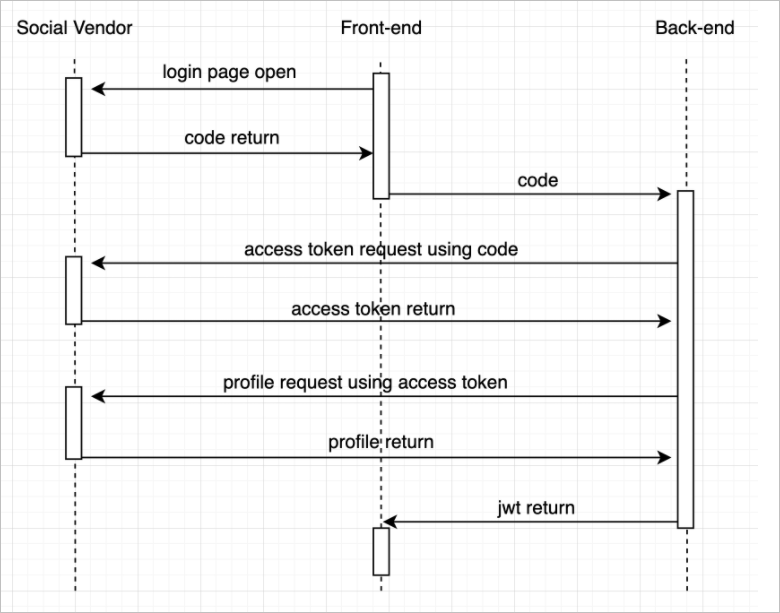 Social Vendor
Front-end
Back-end
login page open
code return
code
access token request using code
access token return
profile request using access token
profile return
jwt return